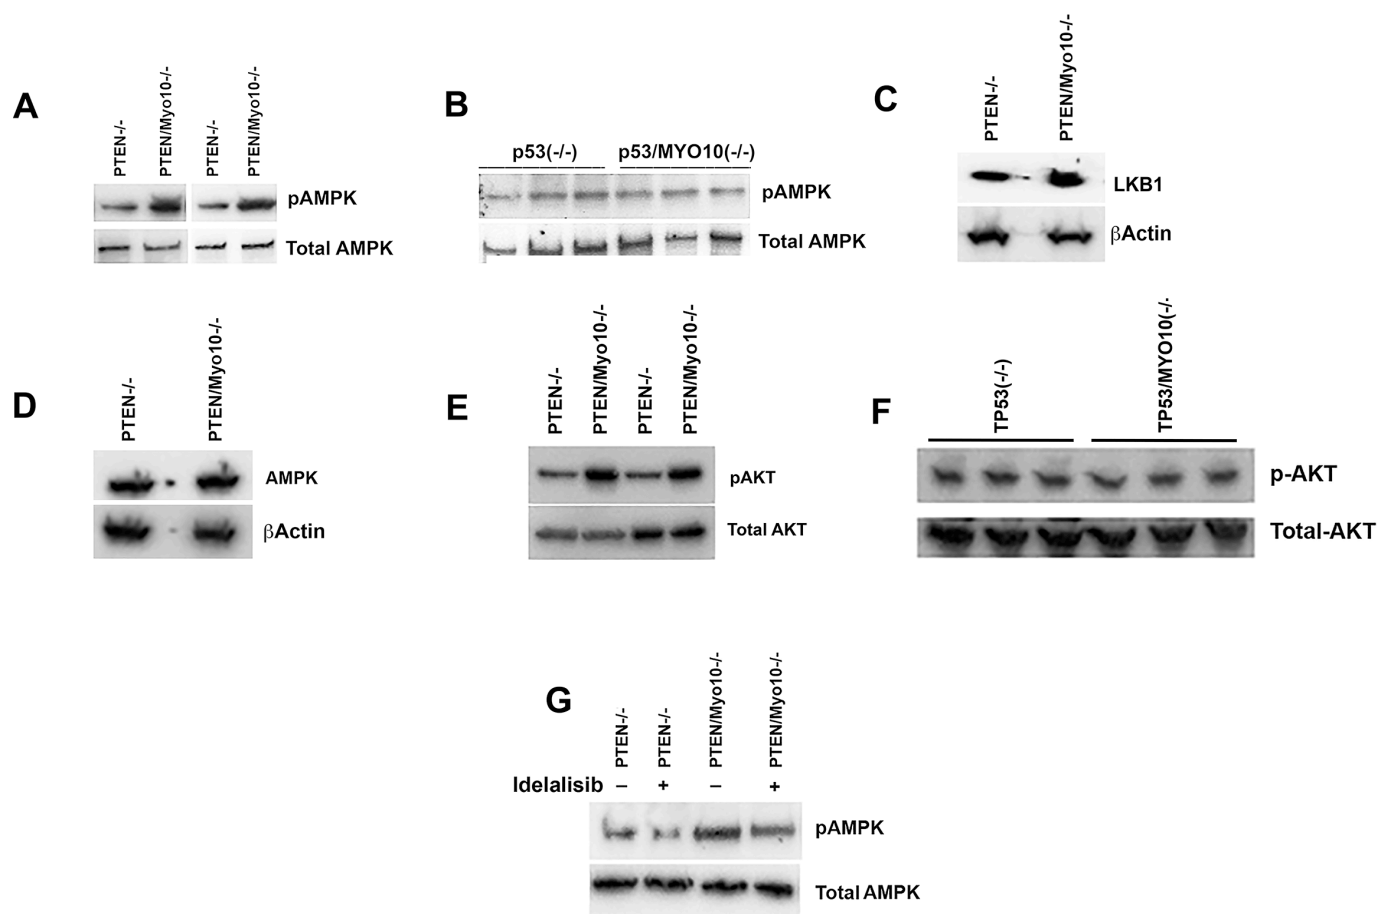 A
PTEN-/-
PTEN/Myo10-/-
PTEN-/-
PTEN/Myo10-/-
pAMPK
Total AMPK
B
p53(-/-)
p53/MYO10(-/-)
pAMPK
Total AMPK
C
PTEN-/-
PTEN/Myo10-/-
LKB1
βActin
D
PTEN-/-
PTEN/Myo10-/-
AMPK
βActin
E
PTEN-/-
PTEN/Myo10-/-
PTEN-/-
PTEN/Myo10-/-
pAKT
Total AKT
F
TP53(-/-)
TP53/MYO10(-/-
p-AKT
Total-AKT
G
PTEN-/-
PTEN-/-
PTEN/Myo10-/-
PTEN/Myo10-/-
Idelalisib – + – +
pAMPK
Total AMPK